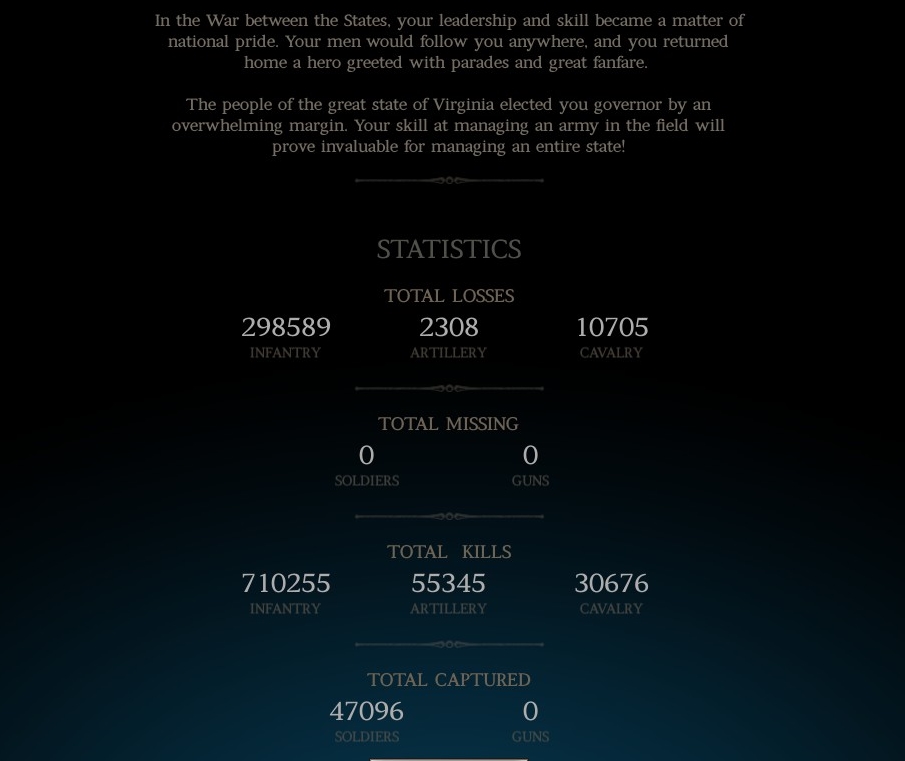 In the War between the States, your leadership and skill became a matter of
national pride. Your men would follow you anywhere, and you returned
home a hero greeted with parades and great fanfare.
The people of the great state of Virginia elected you governor by an
overwhelming margin. Your skill at managing an army in the field will
prove invaluable for managing an entire state!
STATISTICS
TOTAL LOSSES
298589 2308 10705
INFANTRY ARTILLERY CAVALRY
TOTAL MISSING
0 0
SOLDIERS GUNS
TOTAL KILLS
710255 55345 30676
INFANTRY ARTILLERY CAVALRY
TOTAL CAPTURED
47096 0
SOLDIERS GUNS